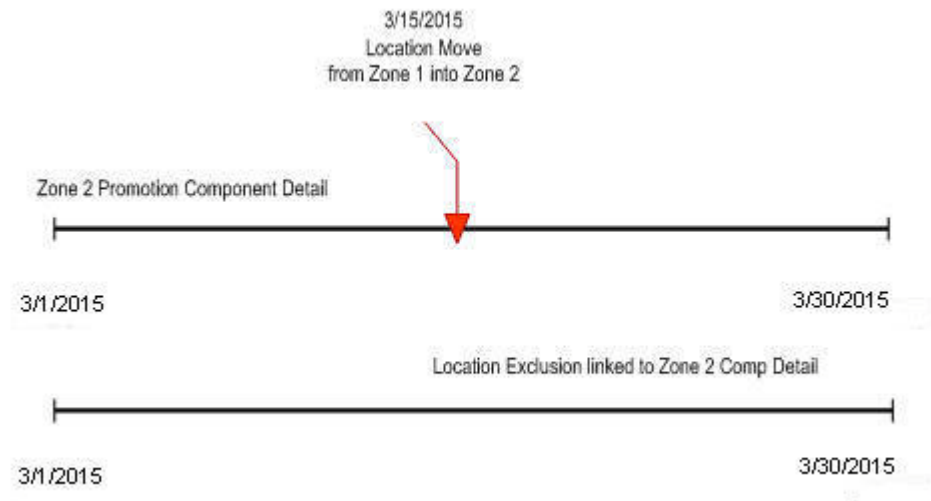 3/15/2015
Location Move
from Zone 1 into Zone 2
Zone 2 Promotion Component Detail
3/1/2015
3/30/2015
Location Exclusion linked to Zone 2 Comp Detail
3/1/2015
3/30/2015